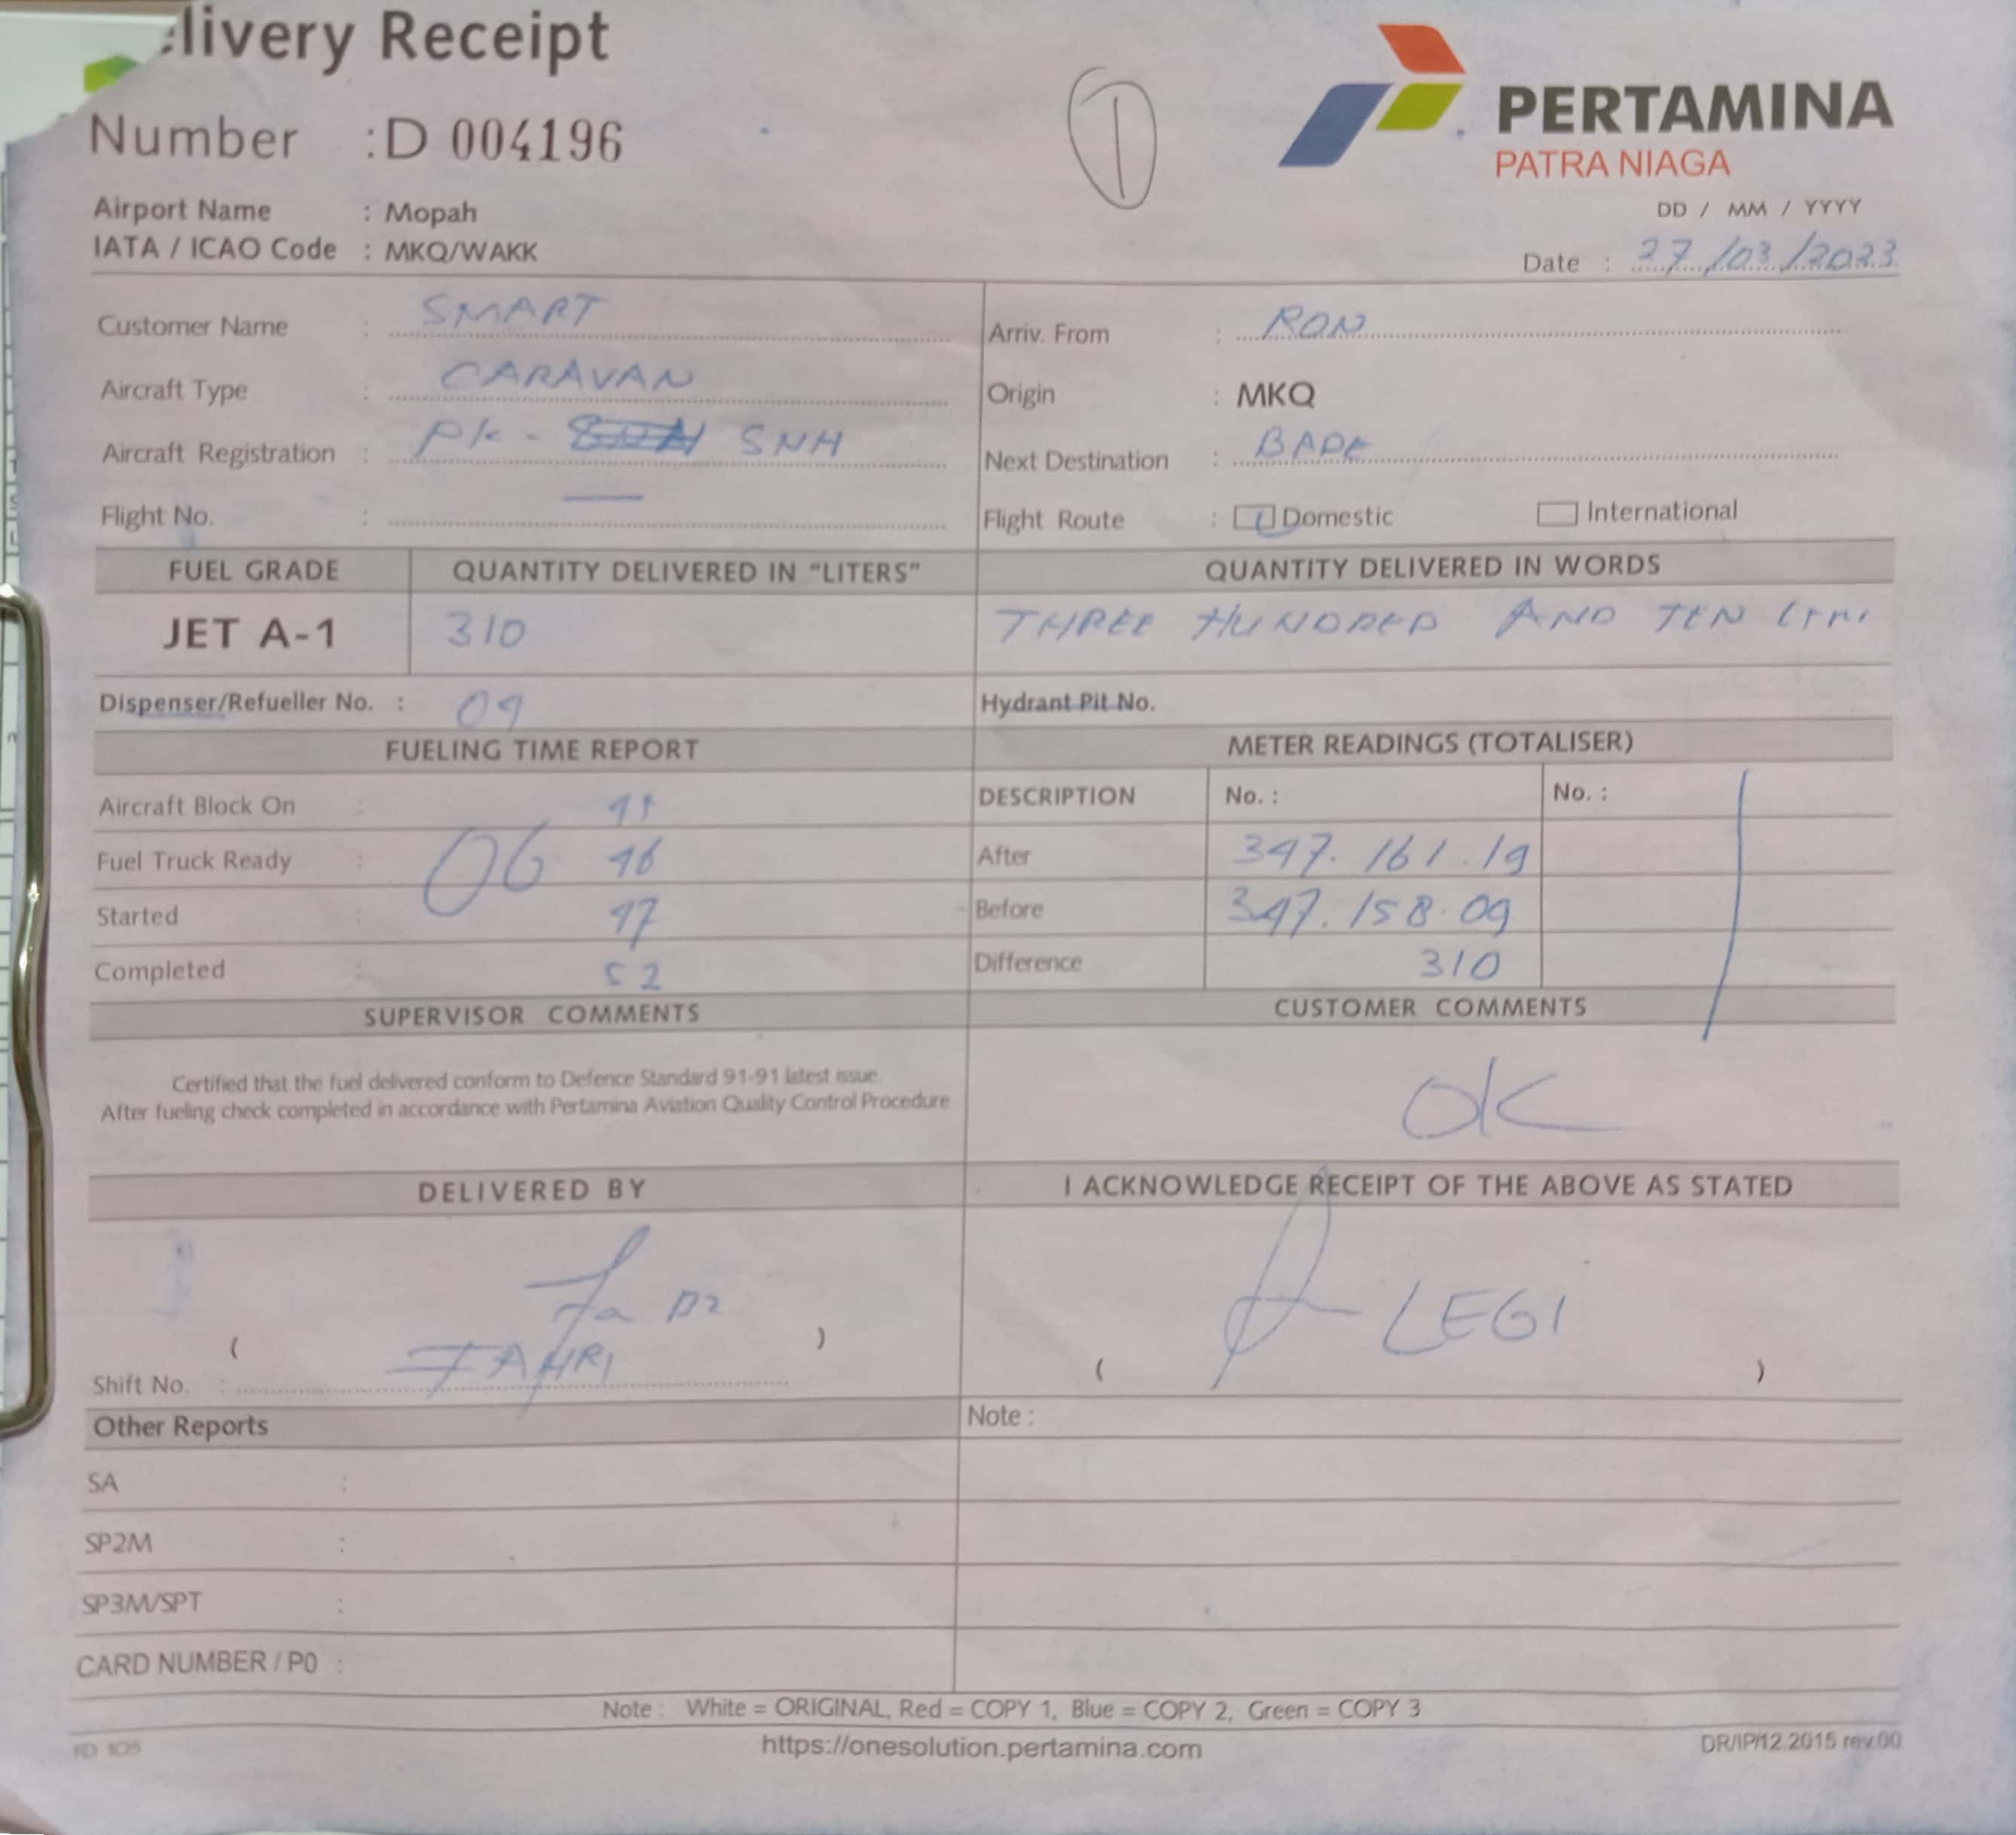 elivery Receipt
Number : D 004196
1
PERTAMINA
PATRA NIAGA
Airport Name : Mopah
IATA / ICAO Code : MKQ/WAKK
DD / MM / YYYY
Date : 27/03/2023
Customer Name : SMART
Arriv. From : RON
Aircraft Type : CARAVAN
Origin : MKQ
Aircraft Registration : PK - SNH
Next Destination : BADE
Flight No. : —
Flight Route : Domestic International
FUEL GRADE QUANTITY DELIVERED IN "LITERS" QUANTITY DELIVERED IN WORDS
JET A-1 310 THREE HUNDRED AND TEN
Dispenser/Refueller No. : 09 Hydrant Pit No.
FUELING TIME REPORT METER READINGS (TOTALISER)
Aircraft Block On : DESCRIPTION No. : No. :
Fuel Truck Ready : 06 46 After 347.161.19
Started : 47 Before 347.158.09
Completed : 52 Difference 310
SUPERVISOR COMMENTS CUSTOMER COMMENTS
Certified that the fuel delivered conform to Defence Standard 91-91 latest issue.
After fueling check completed in accordance with Pertamina Aviation Quality Control Procedure
OK
DELIVERED BY I ACKNOWLEDGE RECEIPT OF THE ABOVE AS STATED
LEGI
( FAHRI ) ( )
Shift No. :
Other Reports Note :
SA :
SP2M :
SP3M/SPT :
CARD NUMBER / P0 :
Note : White = ORIGINAL, Red = COPY 1, Blue = COPY 2, Green = COPY 3
FD 105 https://onesolution.pertamina.com DR/IP/12.2015 rev.00